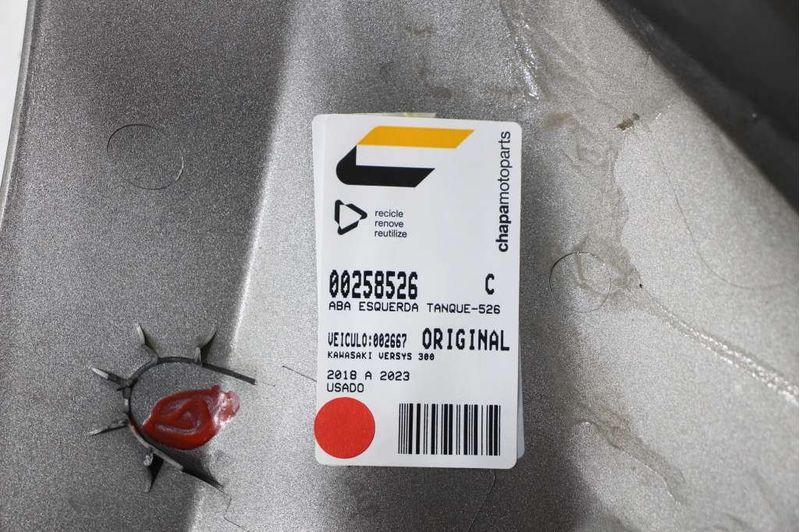 chapamotoparts
recicle
renove
reutilize
00258526 C
ABA ESQUERDA TANQUE-526
VEICULO:002667 ORIGINAL
KAWASAKI VERSYS 300
2018 A 2023
USADO